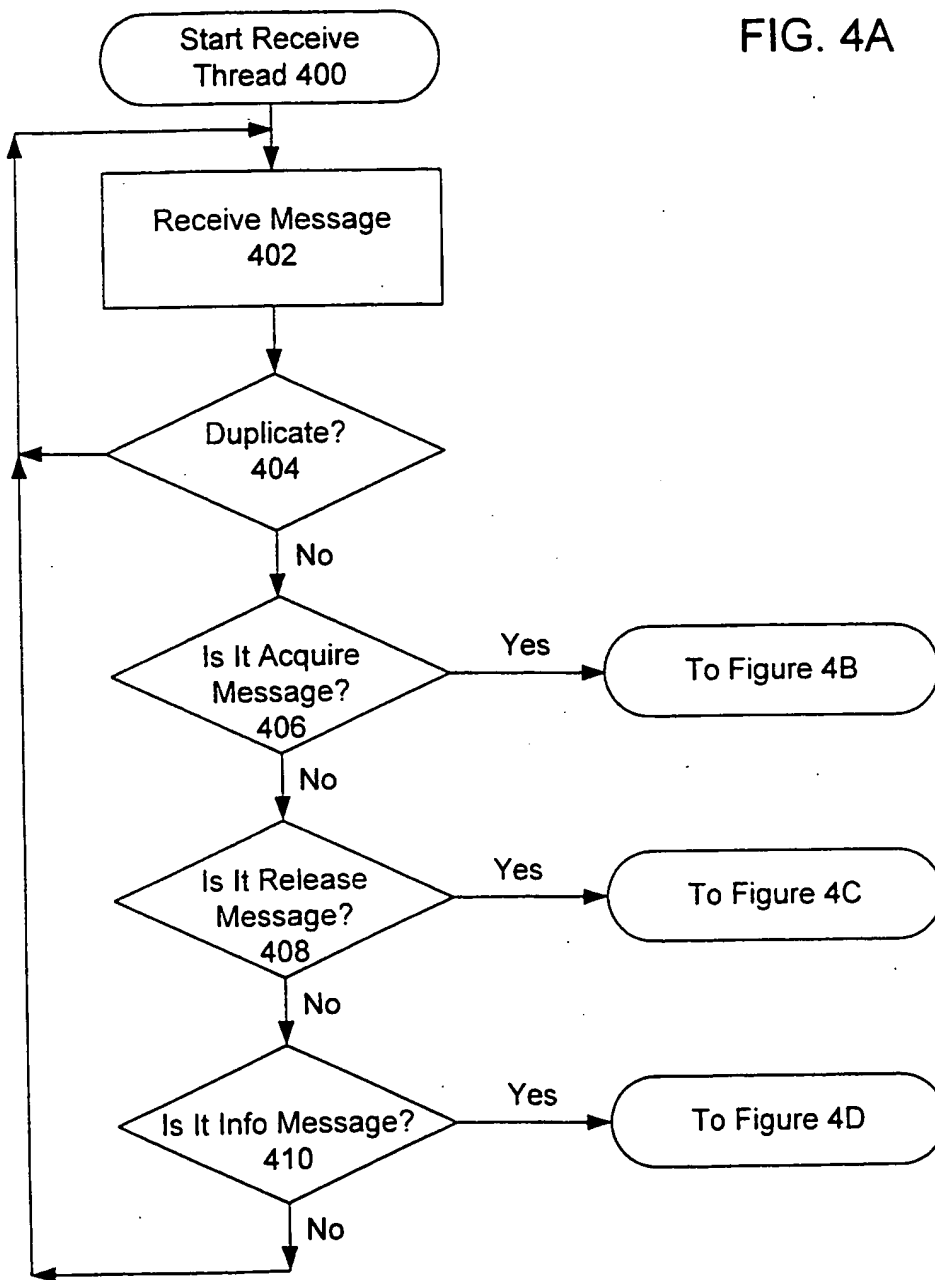 FIG. 4A
Start Receive
Thread 400
Receive Message
402
Duplicate?
404
No
Is It Acquire
Message?
406
Yes
To Figure 4B
No
Is It Release
Message?
408
Yes
To Figure 4C
No
Is It Info Message?
410
Yes
To Figure 4D
No